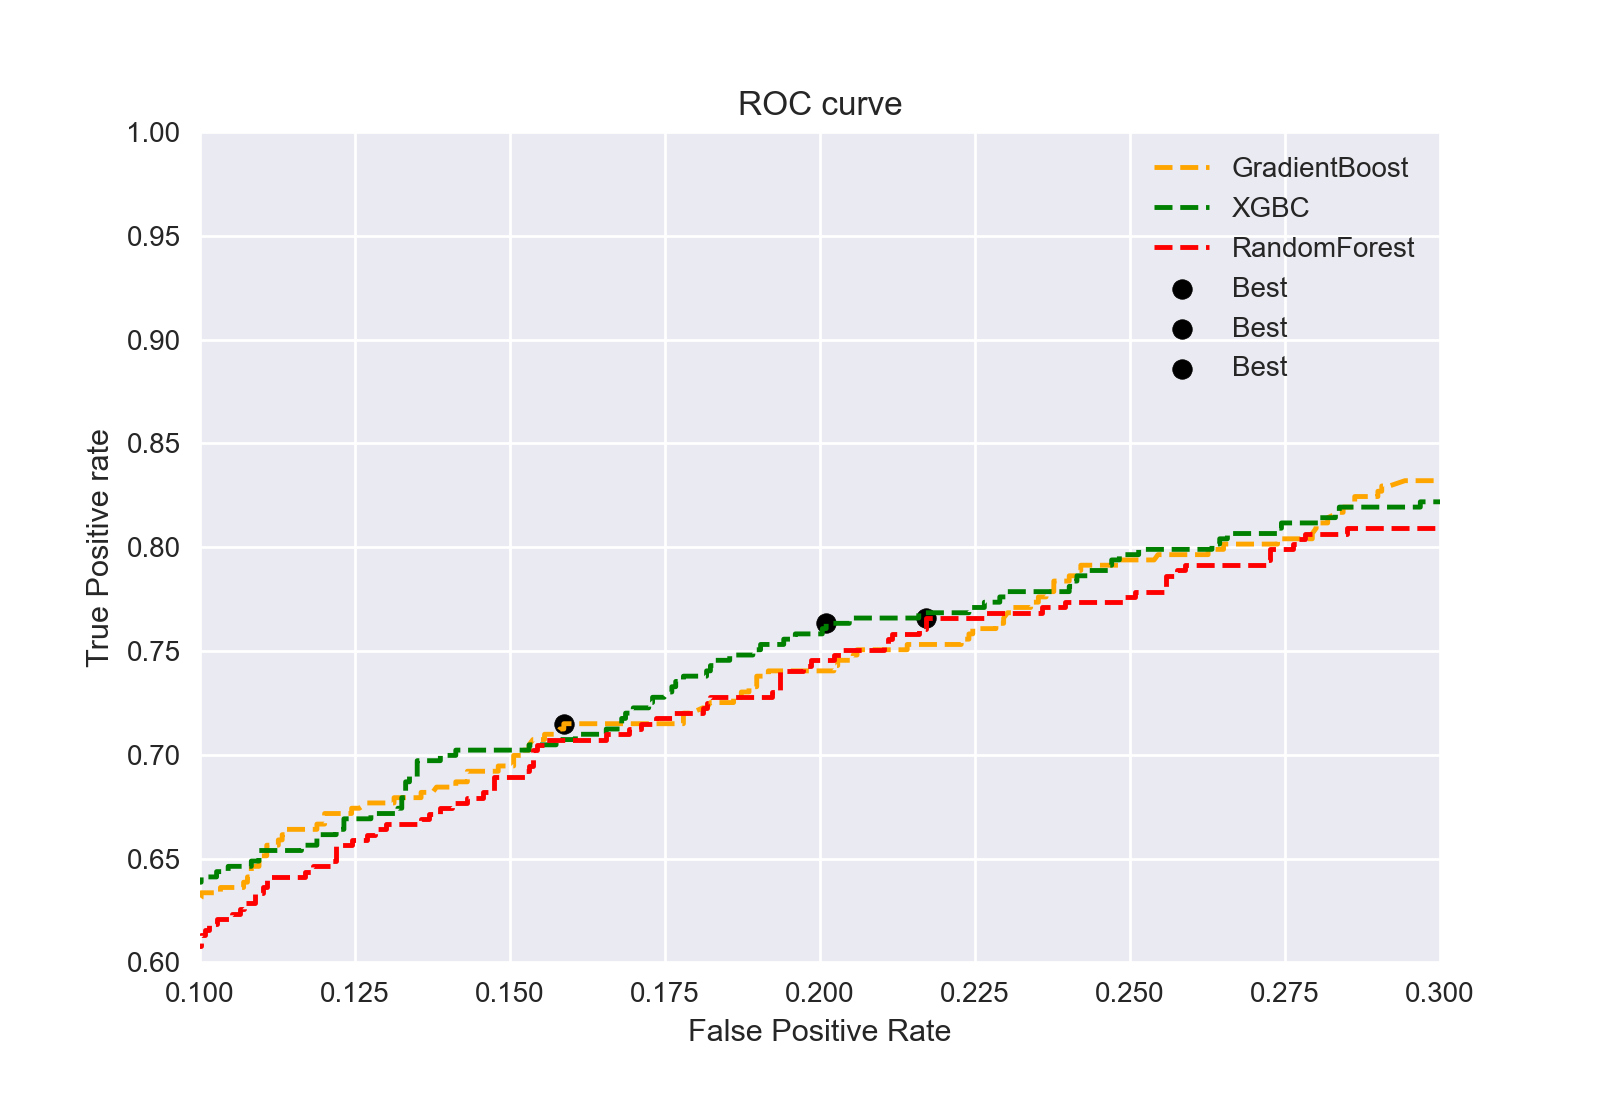 ROC curve
1.00
0.95
0.90
0.85
0.80
0.75
0.70
0.65
0.60
True Positive rate
GradientBoost
XGBC
RandomForest
Best
Best
Best
0.100 0.125 0.150 0.175 0.200 0.225 0.250 0.275 0.300
False Positive Rate